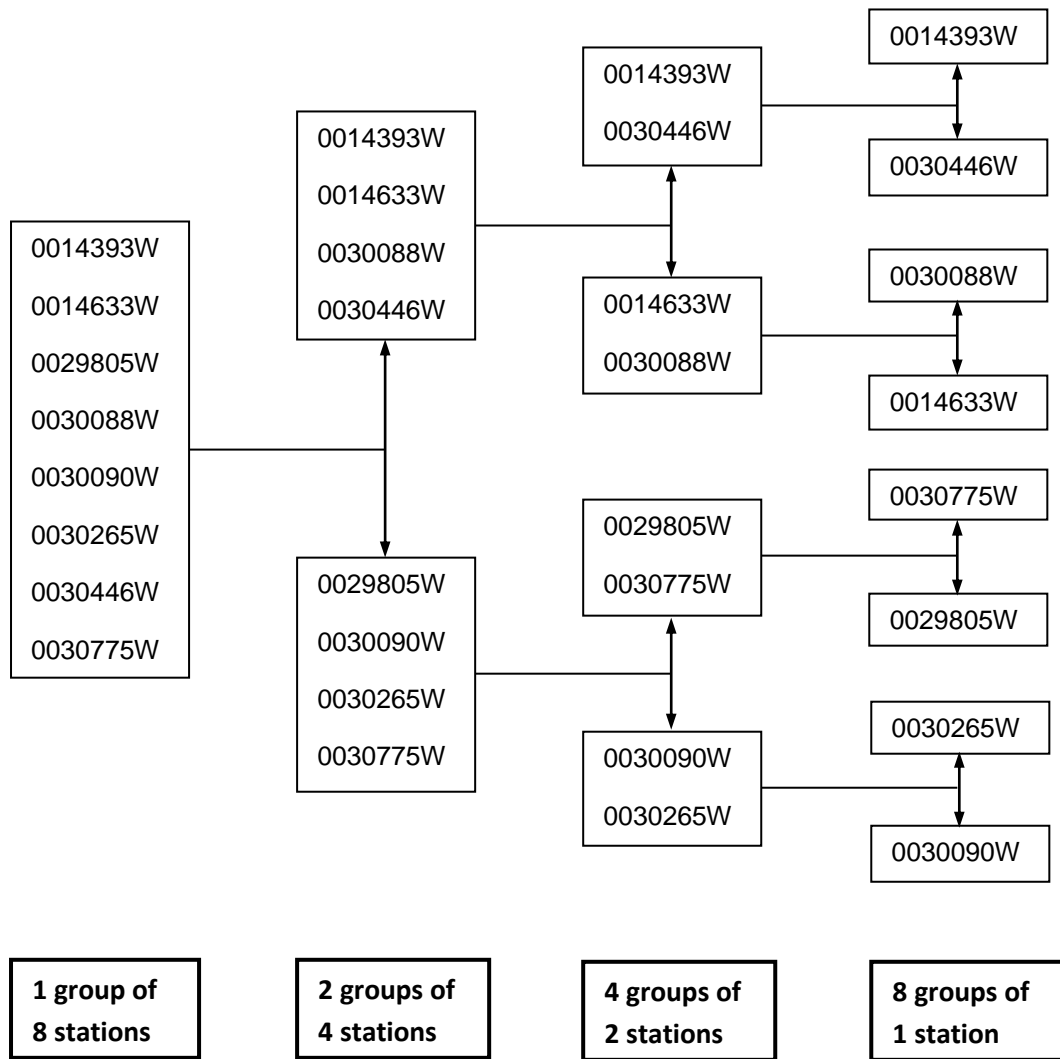 0014393W
0014633W
0029805W
0030088W
0030090W
0030265W
0030446W
0030775W
0014393W
0014633W
0030088W
0030446W
0029805W
0030090W
0030265W
0030775W
0014393W
0030446W
0014633W
0030088W
0029805W
0030775W
0030090W
0030265W
0014393W
0030446W
0030088W
0014633W
0030775W
0029805W
0030265W
0030090W
1 group of
8 stations
2 groups of
4 stations
4 groups of
2 stations
8 groups of
1 station